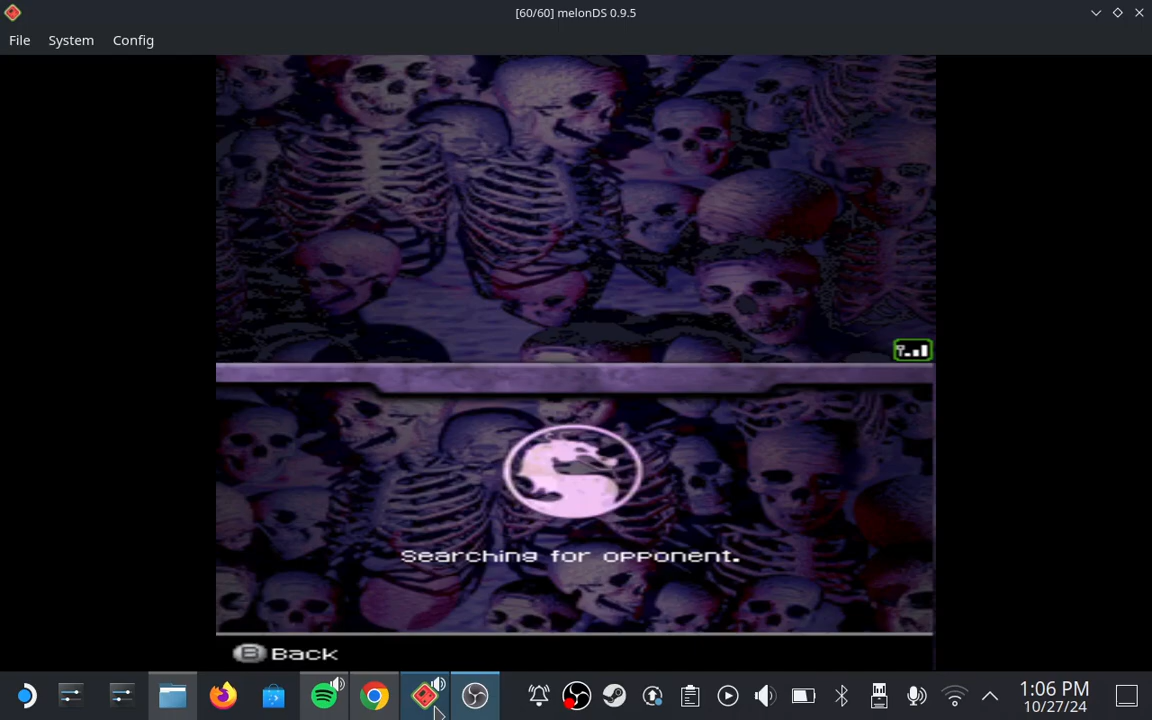 [60/60] melonDS 0.9.5
File System Config
Searching for opponent.
B Back
1:06 PM
10/27/24